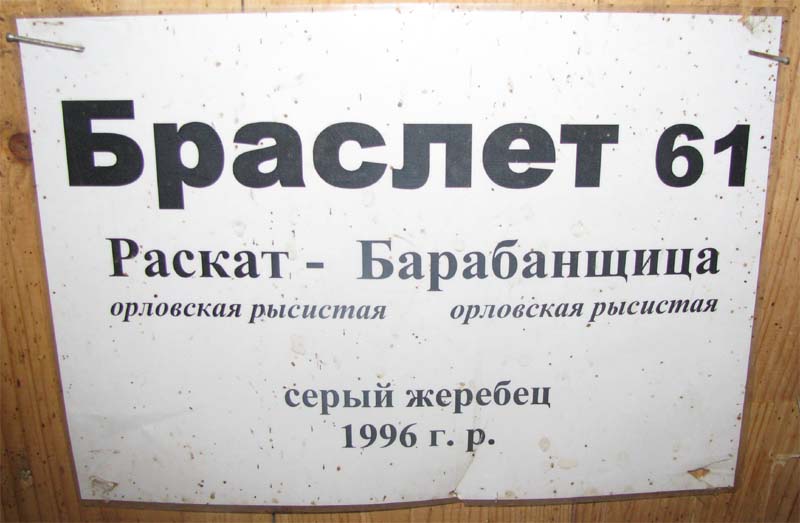 Браслет 61
Раскат - Барабанщица
орловская рысистая орловская рысистая
серый жеребец
1996 г. р.